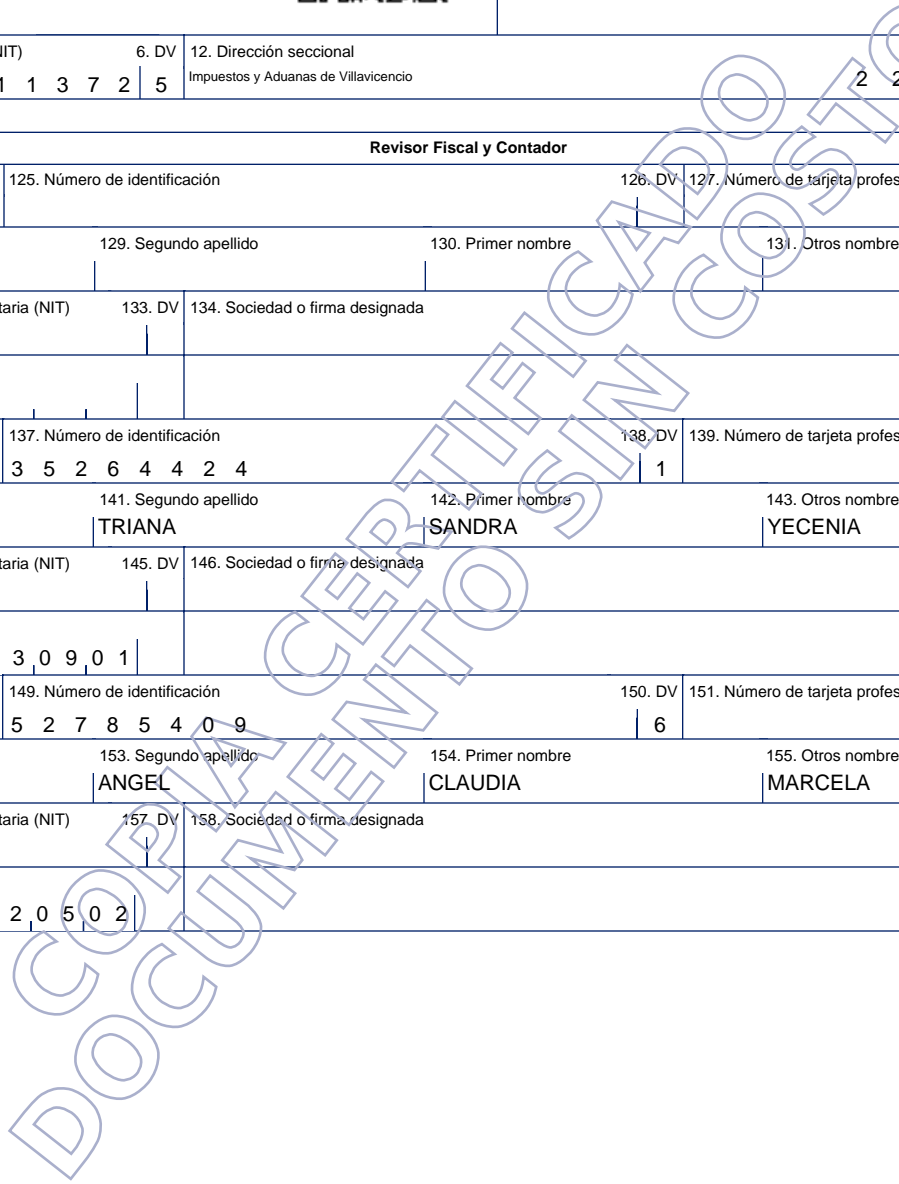 NIT) 6. DV 12. Dirección seccional
1 1 3 7 2 5 Impuestos y Aduanas de Villavicencio 2 2
Revisor Fiscal y Contador
125. Número de identificación 126. DV 127. Número de tarjeta profes
129. Segundo apellido 130. Primer nombre 131. Otros nombre
taria (NIT) 133. DV 134. Sociedad o firma designada
137. Número de identificación 138. DV 139. Número de tarjeta profes
3 5 2 6 4 4 2 4 1
141. Segundo apellido 142. Primer nombre 143. Otros nombre
TRIANA SANDRA YECENIA
taria (NIT) 145. DV 146. Sociedad o firma designada
3 0 9 0 1
149. Número de identificación 150. DV 151. Número de tarjeta profes
5 2 7 8 5 4 0 9 6
153. Segundo apellido 154. Primer nombre 155. Otros nombre
ANGEL CLAUDIA MARCELA
taria (NIT) 157. DV 158. Sociedad o firma designada
2 0 5 0 2
COPIA CERTIFICADO
DOCUMENTO SIN COSTO